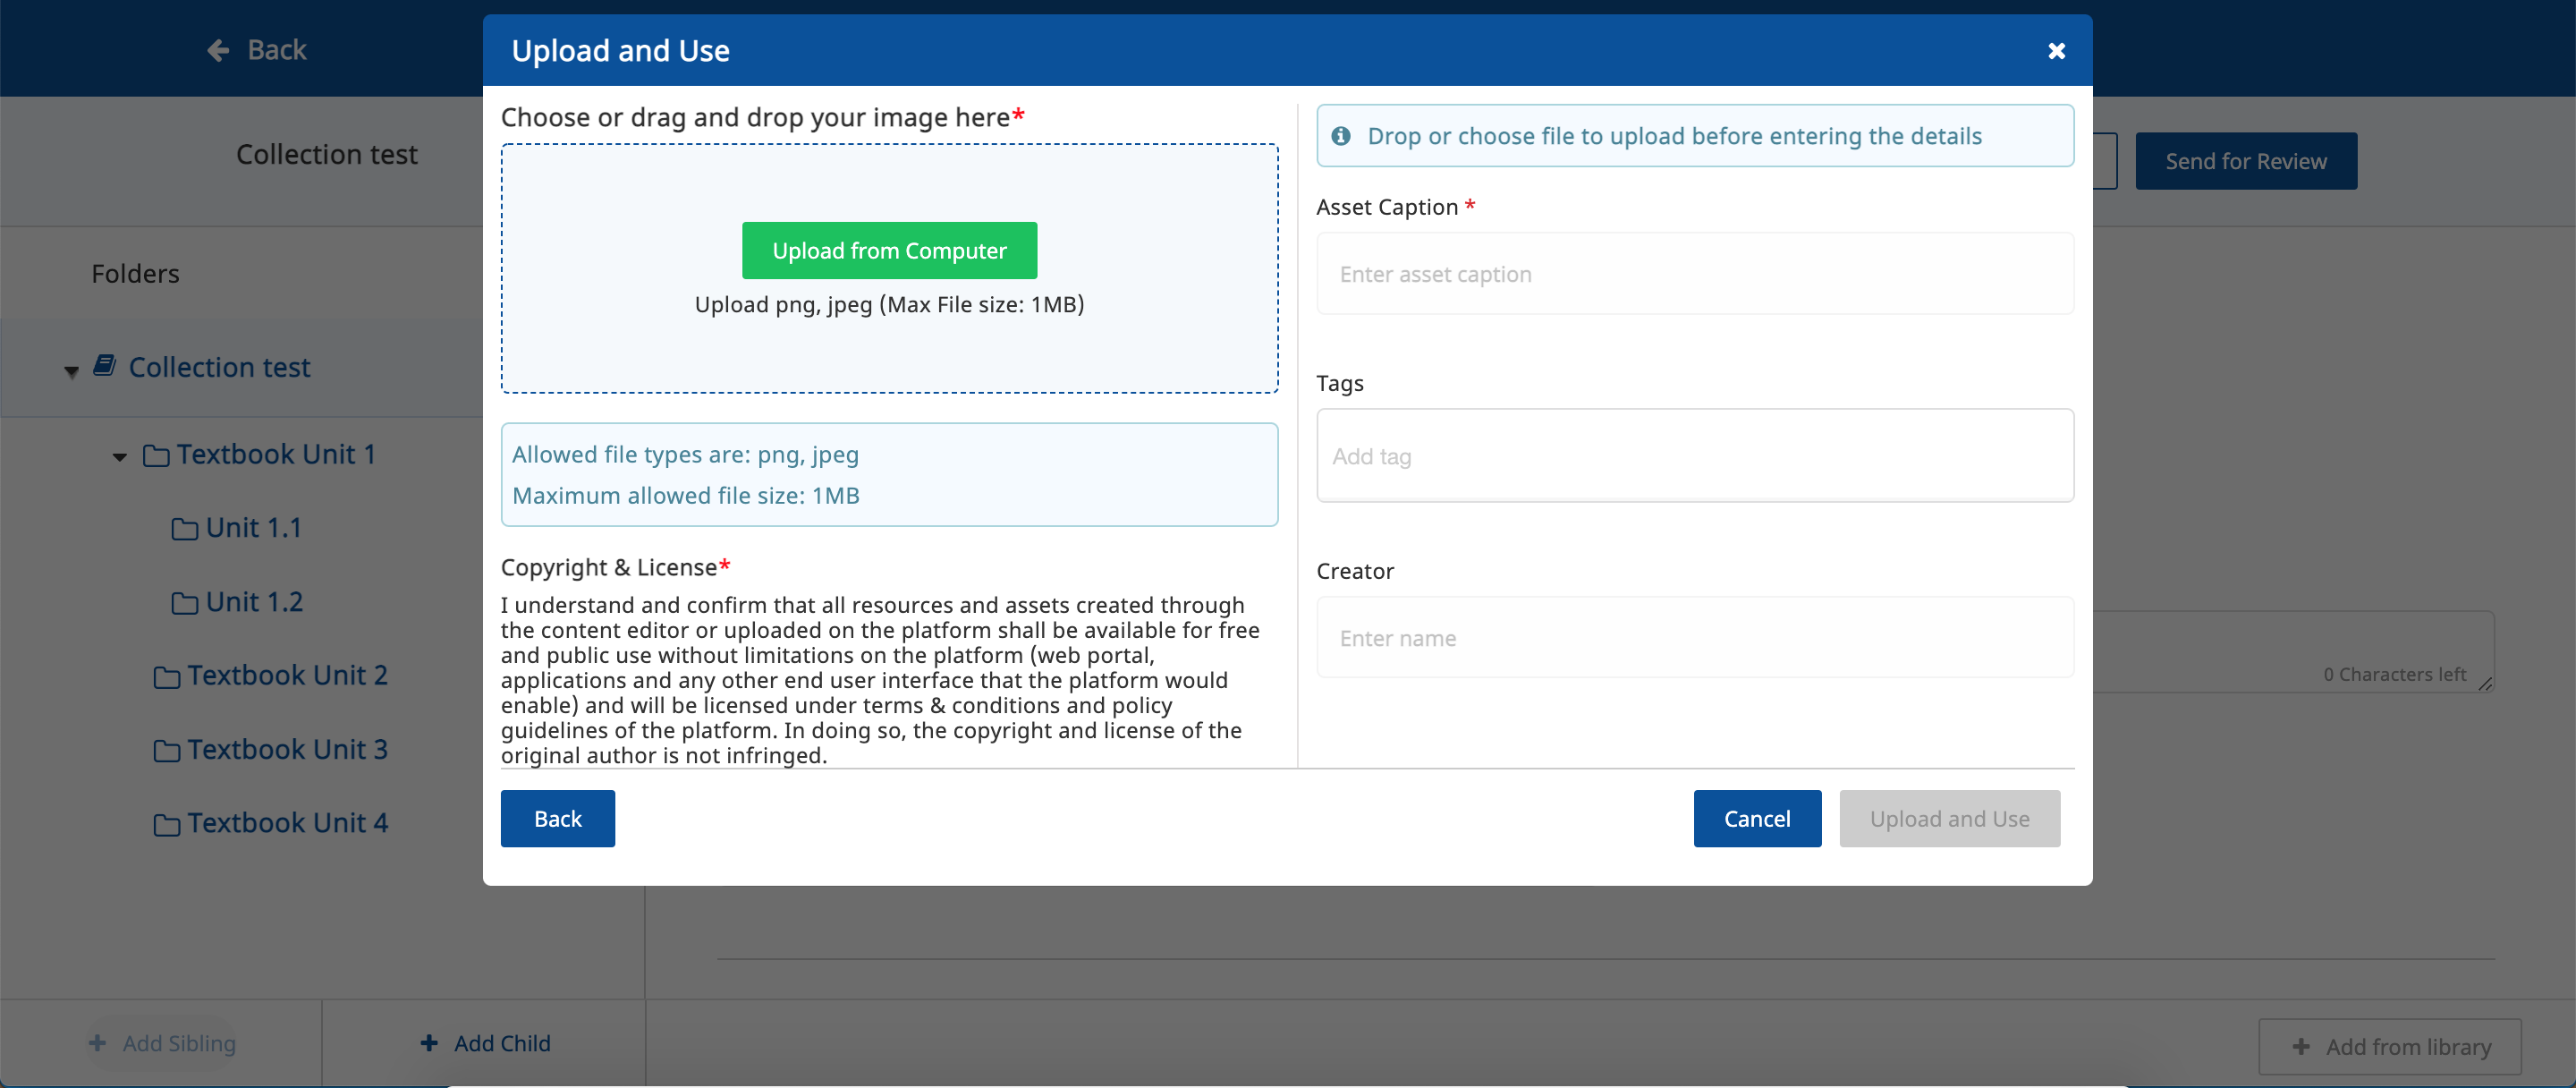 Back
Upload and Use
Collection test
Send for Review
Folders
Collection test
Textbook Unit 1
Unit 1.1
Unit 1.2
Textbook Unit 2
Textbook Unit 3
Textbook Unit 4
Choose or drag and drop your image here*
Upload from Computer
Upload png, jpeg (Max File size: 1MB)
Allowed file types are: png, jpeg
Maximum allowed file size: 1MB
Copyright & License*
I understand and confirm that all resources and assets created through
the content editor or uploaded on the platform shall be available for free
and public use without limitations on the platform (web portal,
applications and any other end user interface that the platform would
enable) and will be licensed under terms & conditions and policy
guidelines of the platform. In doing so, the copyright and license of the
original author is not infringed.
Drop or choose file to upload before entering the details
Asset Caption *
Enter asset caption
Tags
Add tag
Creator
Enter name
0 Characters left
Back
Cancel
Upload and Use
Add Sibling
Add Child
Add from library